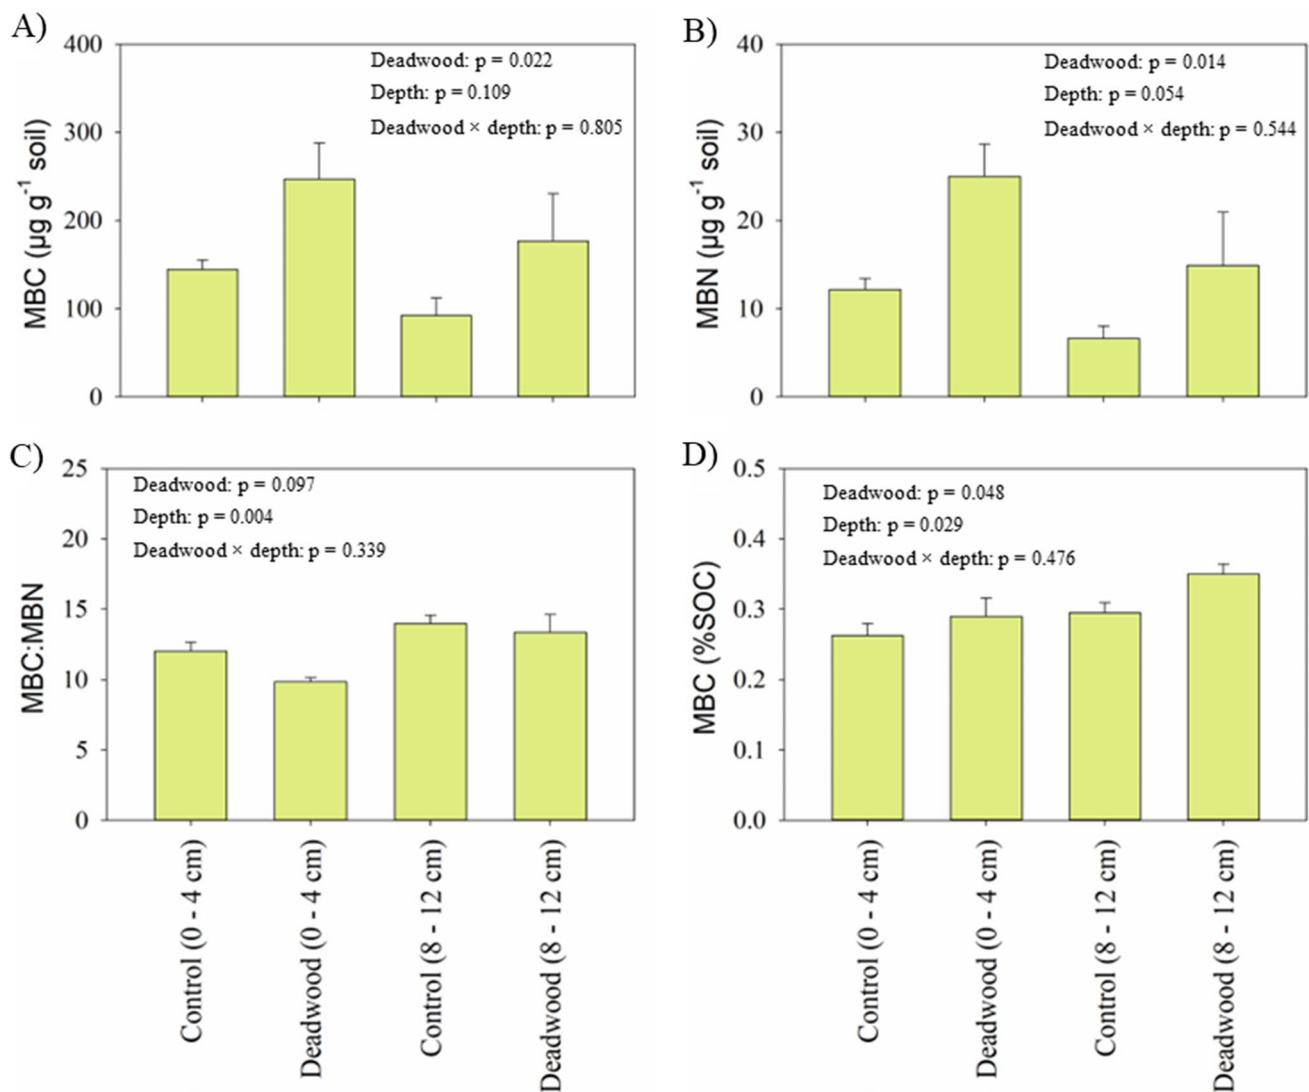 A)
400
300
200
100
0
MBC (µg g⁻¹ soil)
Deadwood: p = 0.022
Depth: p = 0.109
Deadwood × depth: p = 0.805
B)
40
30
20
10
0
MBN (µg g⁻¹ soil)
Deadwood: p = 0.014
Depth: p = 0.054
Deadwood × depth: p = 0.544
C)
25
20
15
10
5
0
MBC:MBN
Deadwood: p = 0.097
Depth: p = 0.004
Deadwood × depth: p = 0.339
Control (0 - 4 cm)
Deadwood (0 - 4 cm)
Control (8 - 12 cm)
Deadwood (8 - 12 cm)
D)
0.5
0.4
0.3
0.2
0.1
0.0
MBC (%SOC)
Deadwood: p = 0.048
Depth: p = 0.029
Deadwood × depth: p = 0.476
Control (0 - 4 cm)
Deadwood (0 - 4 cm)
Control (8 - 12 cm)
Deadwood (8 - 12 cm)